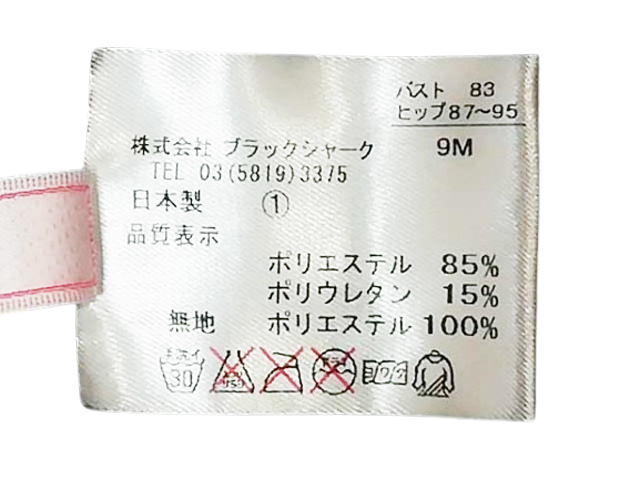 バスト 83
ヒップ87〜95
9M
株式会社 ブラックシャーク
TEL 03(5819)3375
日本製 ①
品質表示
ポリエステル 85%
ポリウレタン 15%
無地 ポリエステル 100%
30